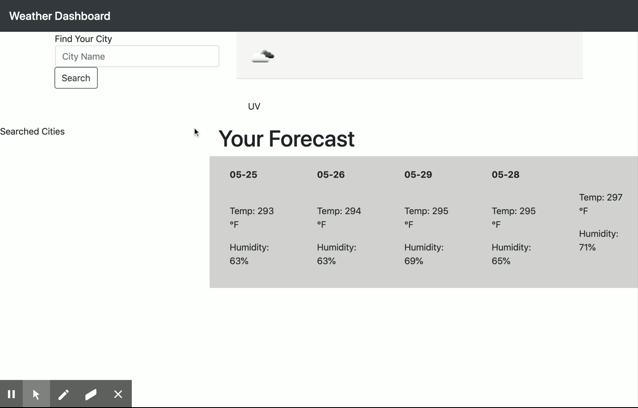 Weather Dashboard
Find Your City
City Name
Search
UV
Searched Cities
Your Forecast
05-25
Temp: 293
°F
Humidity:
63%
05-26
Temp: 294
°F
Humidity:
63%
05-29
Temp: 295
°F
Humidity:
69%
05-28
Temp: 295
°F
Humidity:
65%
Temp: 297
°F
Humidity:
71%